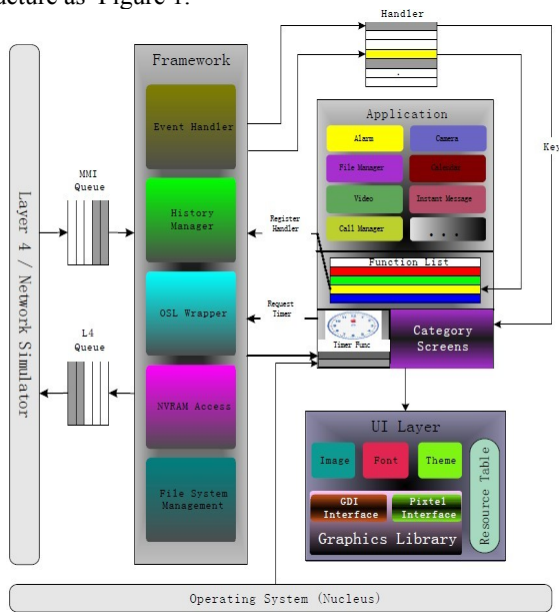 ucture as Figure 1.
Handler
Framework
Event Handler
History
Manager
OSL Wrapper
NVRAM Access
File System
Management
Layer 4 / Network Simulator
MMI
Queue
L4
Queue
Application
Alarm
Camera
File Manager
Calendar
Video
Instant Message
Call Manager
...
Key
Register
Handler
Function List
Request
Timer
Timer Func
Category
Screens
UI Layer
Image
Font
Theme
GDI
Interface
Pixtel
Interface
Graphics Library
Resource Table
Operating System (Nucleus)